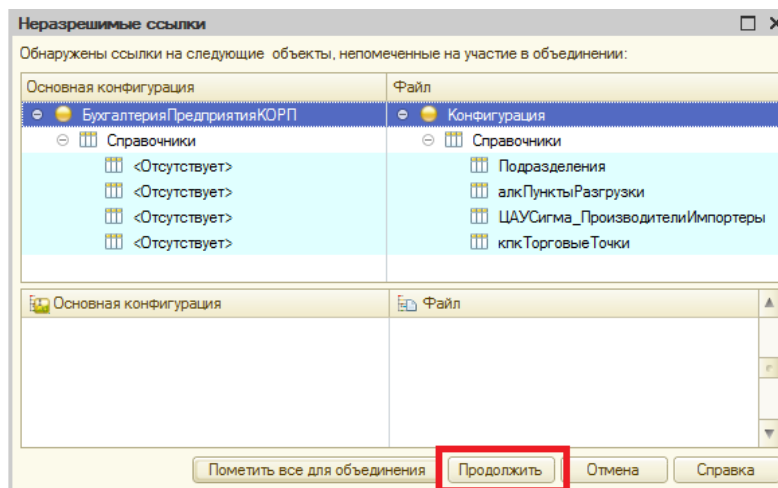 Неразрешимые ссылки
Обнаружены ссылки на следующие объекты, непомеченные на участие в объединении:
Основная конфигурация Файл
БухгалтерияПредприятияКОРП Конфигурация
Справочники Справочники
<Отсутствует> Подразделения
<Отсутствует> алкПунктыРазгрузки
<Отсутствует> ЦАУСигма_ПроизводителиИмпортеры
<Отсутствует> кпкТорговыеТочки
Основная конфигурация Файл
Пометить все для объединения Продолжить Отмена Справка